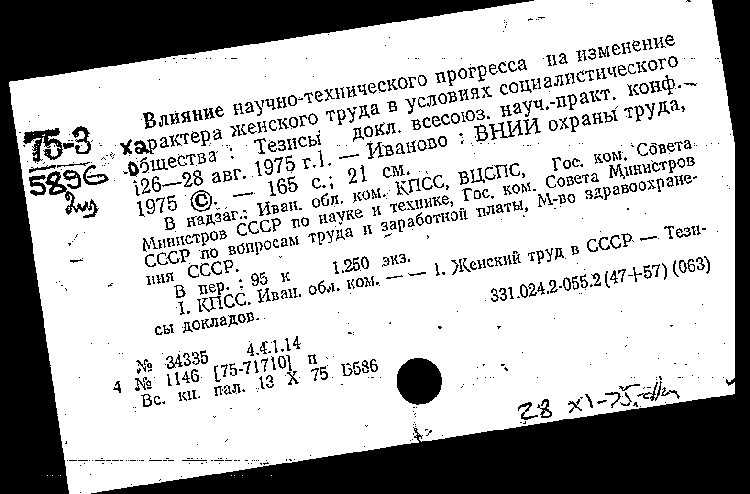 75-3
5896
2 из
Влияние научно-технического прогресса на изменение
характера женского труда в условиях социалистического
общества : Тезисы докл. всесоюз. науч.-практ. конф.
[26—28 авг. 1975 г.]. — Иваново : ВНИИ охраны труда,
1975 ©. — 165 с.; 21 см.
В надзаг.: Иван. обл. ком. КПСС, ВЦСПС, Гос. ком. Совета
Министров СССР по науке и технике, Гос. ком. Совета Министров
СССР по вопросам труда и заработной платы, М-во здравоохране-
ния СССР.
В пер. : 95 к 1.250 экз.
I. КПСС. Иван. обл. ком. — — 1. Женский труд в СССР — Тези-
сы докладов.
331.024.2-055.2(47+57) (063)
№ 34335 4.4.1.14
4 № 1146 [75-71710] п
Вс. кн. пал. 13 X 75 Б586
28 XI-75